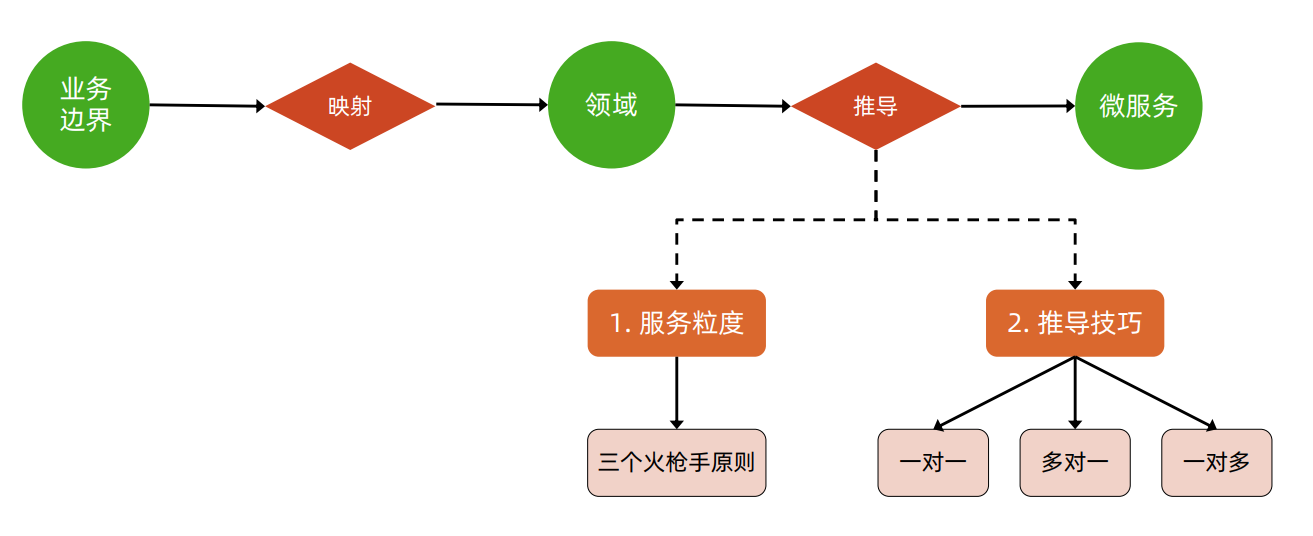 业务
边界
映射
领域
推导
微服务
1. 服务粒度
2. 推导技巧
三个火枪手原则
一对一
多对一
一对多